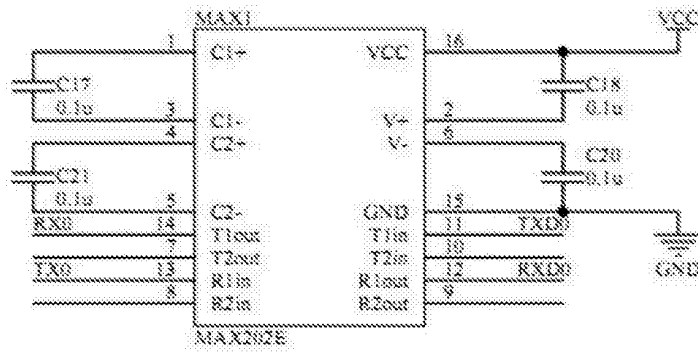 MAX1
VCC
1 C1+ VCC 16
C17 C18
0.1u 0.1u
3 C1- V+ 2
4 C2+ V- 6
C21 C20
0.1u 0.1u
5 C2- GND 15
RX0 14 T1out T1in 11 TXD0
7 T2out T2in 10
TX0 13 R1in R1out 12 RXD0
8 R2in R2out 9
GND
MAX202E